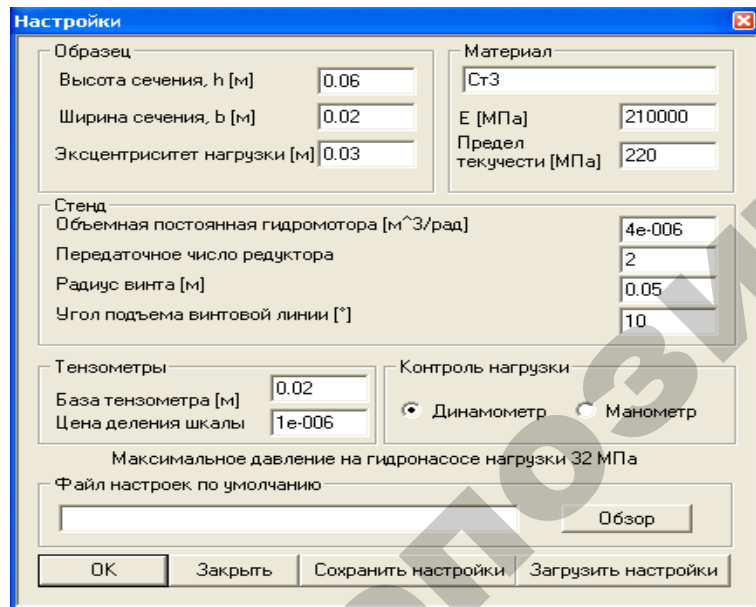 Настройки
Образец
Высота сечения, h [м] 0.06
Ширина сечения, b [м] 0.02
Эксцентриситет нагрузки [м] 0.03
Материал
Ст3
E [МПа] 210000
Предел
текучести [МПа] 220
Стенд
Объемная постоянная гидромотора [м^3/рад] 4e-006
Передаточное число редуктора 2
Радиус винта [м] 0.05
Угол подъема винтовой линии [°] 10
Тензометры
База тензометра [м] 0.02
Цена деления шкалы 1e-006
Контроль нагрузки
Динамометр Манометр
Максимальное давление на гидронасосе нагрузки 32 МПа
Файл настроек по умолчанию
Обзор
OK Закрыть Сохранить настройки Загрузить настройки